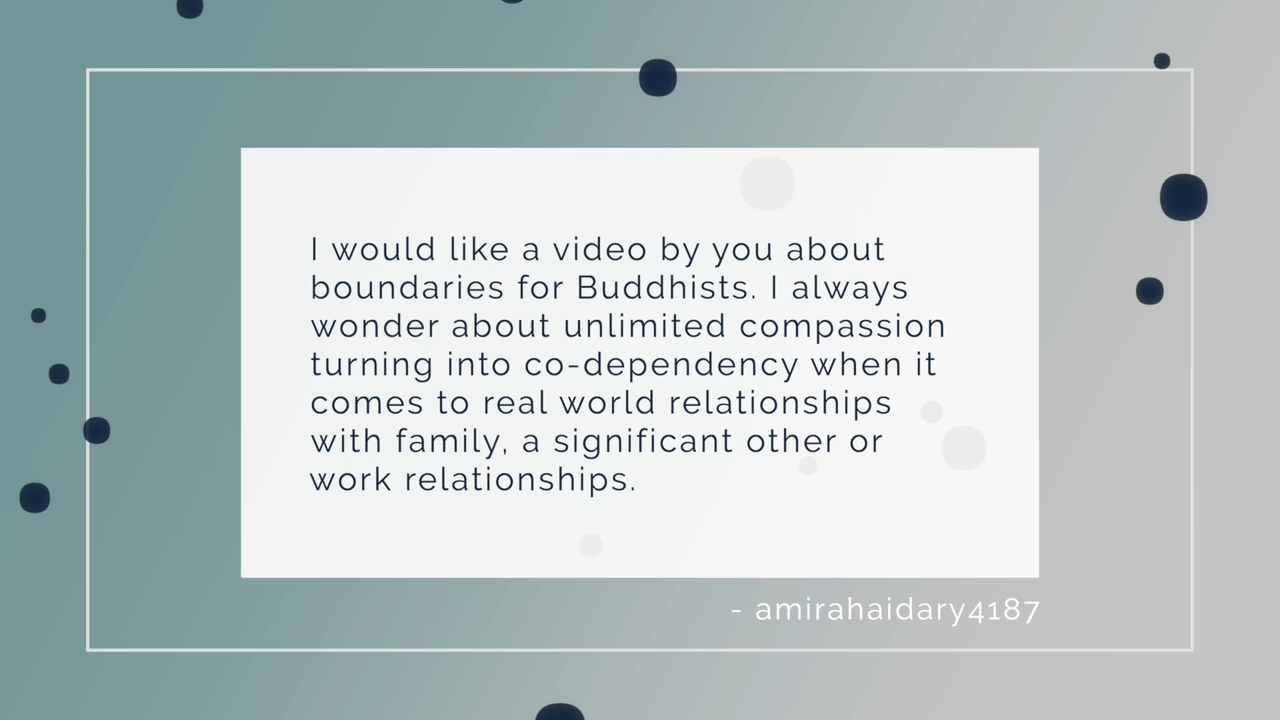 I would like a video by you about
boundaries for Buddhists. I always
wonder about unlimited compassion
turning into co-dependency when it
comes to real world relationships
with family, a significant other or
work relationships.
- amirahaidary4187